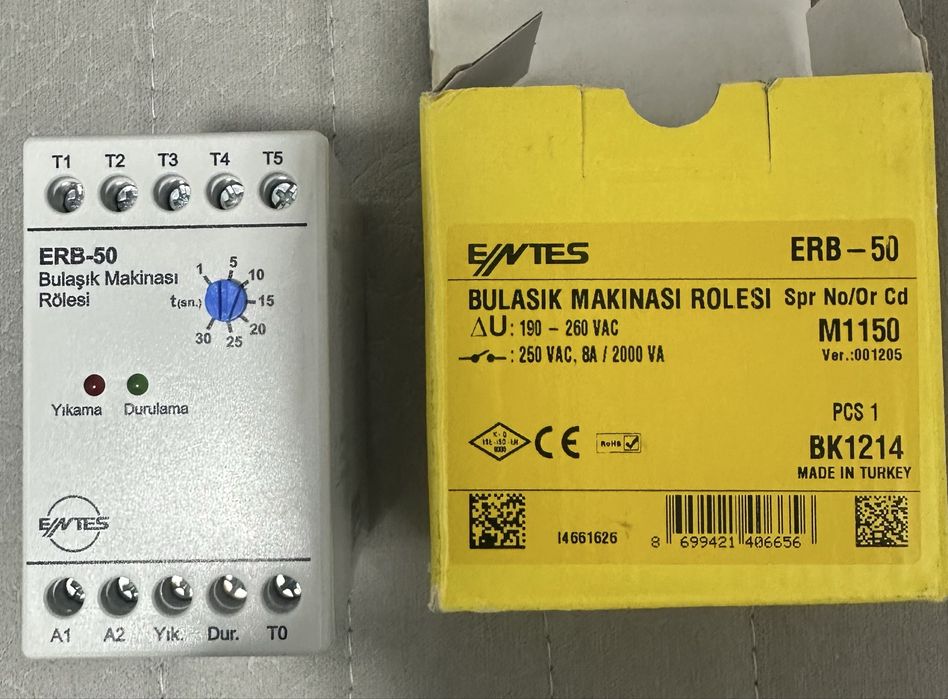 T1 T2 T3 T4 T5
ERB-50
Bulaşık Makinası
Rölesi
t(sn.)
1 5 10 15 20 25 30
Yıkama Durulama
ENTES
A1 A2 Yık. Dur. T0
ENTES ERB-50
BULASIK MAKINASI ROLESI Spr No/Or Cd
ΔU: 190 - 260 VAC M1150
: 250 VAC, 8A / 2000 VA Ver.:001205
PCS 1
CE RoHS BK1214
MADE IN TURKEY
14661626 8 699421 406656